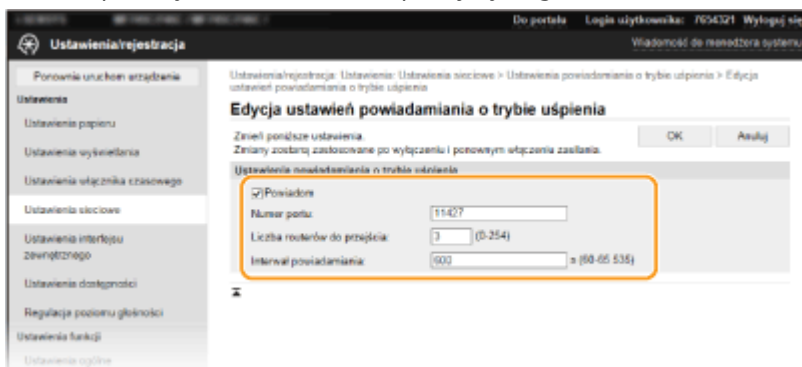 Do portalu Login użytkownika: 7654321 Wyloguj się
Ustawienia/rejestracja
Wiadomość do menedżera systemu
Ponownie uruchom urządzenie
Ustawienia
Ustawienia papieru
Ustawienia wyświetlania
Ustawienia włącznika czasowego
Ustawienia sieciowe
Ustawienia interfejsu
zewnętrznego
Ustawienia dostępności
Regulacja poziomu głośności
Ustawienia funkcji
Ustawienia ogólne
Ustawienia/rejestracja: Ustawienia: Ustawienia sieciowe > Ustawienia powiadamiania o trybie uśpienia > Edycja
ustawień powiadamiania o trybie uśpienia
Edycja ustawień powiadamiania o trybie uśpienia
Zmień poniższe ustawienia.
Zmiany zostaną zastosowane po wyłączeniu i ponownym włączeniu zasilania.
OK Anuluj
Ustawienia powiadamiania o trybie uśpienia
Powiadom
Numer portu: 11427
Liczba routerów do przejścia: 3 (0-254)
Interwał powiadamiania: 600 s (60-65 535)